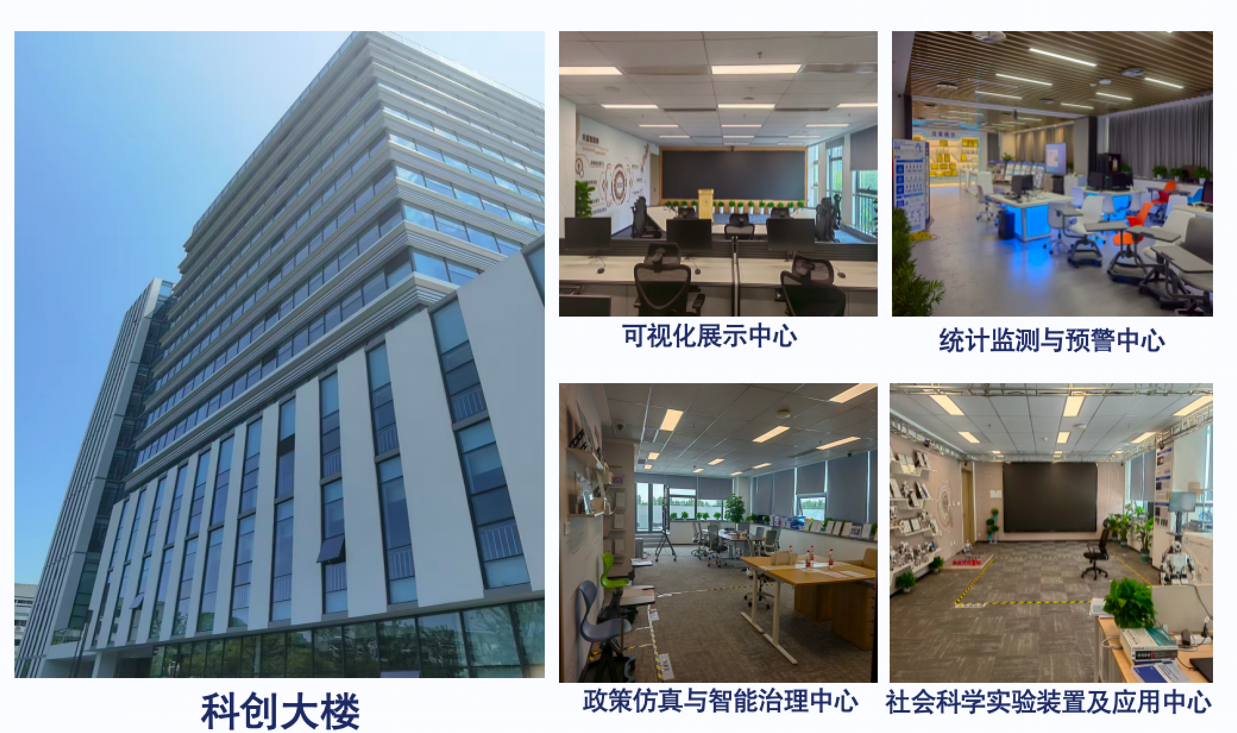 可视化展示中心
统计监测与预警中心
科创大楼
政策仿真与智能治理中心
社会科学实验装置及应用中心